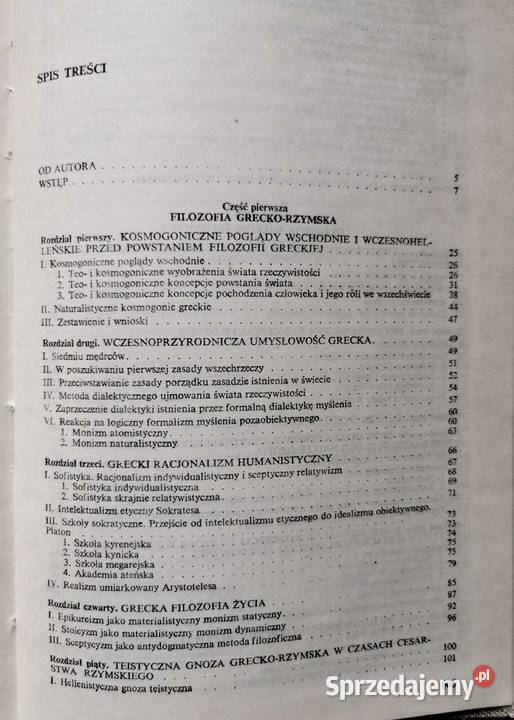 SPIS TREŚCI
OD AUTORA . . . 5
WSTĘP . . . 7
Część pierwsza
FILOZOFIA GRECKO-RZYMSKA
Rozdział pierwszy. KOSMOGONICZNE POGLĄDY WSCHODNIE I WCZESNOHEL-
LEŃSKIE PRZED POWSTANIEM FILOZOFII GRECKIEJ . . . 25
I. Kosmogoniczne poglądy wschodnie . . . 26
1. Teo- i kosmogoniczne wyobrażenia świata rzeczywistości . . . 26
2. Teo- i kosmogoniczne koncepcje powstania świata . . . 31
3. Teo- i kosmogoniczne koncepcje pochodzenia człowieka i jego róli we wszechświecie 38
II. Naturalistyczne kosmogonie greckie . . . 44
III. Zestawienie i wnioski . . . 47
Rozdział drugi. WCZESNOPRZYRODNICZA UMYSŁOWOŚĆ GRECKA . . . 49
I. Siedmiu mędrców . . . 49
II. W poszukiwaniu pierwszej zasady wszechrzeczy . . . 51
III. Przeciwstawianie zasady porządku zasadzie istnienia w świecie . . . 52
IV. Metoda dialektycznego ujmowania świata rzeczywistości . . . 54
V. Zaprzeczenie dialektyki istnienia przez formalną dialektykę myślenia . . . 57
VI. Reakcja na logiczny formalizm myślenia pozaobiektywnego . . . 60
1. Monizm atomistyczny . . . 60
2. Monizm naturalistyczny . . . 63
Rozdział trzeci. GRECKI RACJONALIZM HUMANISTYCZNY . . . 66
I. Sofistyka. Racjonalizm indywidualistyczny i sceptyczny relatywizm . . . 67
1. Sofistyka indywidualistyczna . . . 68
2. Sofistyka skrajnie relatywistyczna . . . 69
II. Intelektualizm etyczny Sokratesa . . . 71
III. Szkoły sokratyczne. Przejście od intelektualizmu etycznego do idealizmu obiektywnego. 73
Platon . . . 73
1. Szkoła kyrenejska . . . 74
2. Szkoła kynicka . . . 75
3. Szkoła megarejska . . . 75
4. Akademia ateńska . . . 79
IV. Realizm umiarkowany Arystotelesa . . . 85
Rozdział czwarty. GRECKA FILOZOFIA ŻYCIA . . . 87
I. Epikureizm jako materialistyczny monizm statyczny . . . 92
II. Stoicyzm jako materialistyczny monizm dynamiczny . . . 96
III. Sceptycyzm jako antydogmatyczna metoda filozoficzna
Rozdział piąty. TEISTYCZNA GNOZA GRECKO-RZYMSKA W CZASACH CESAR- 100
STWA RZYMSKIEGO . . . 101
I. Hellenistyczna gnoza teistyczna
Sprzedajemy.pl